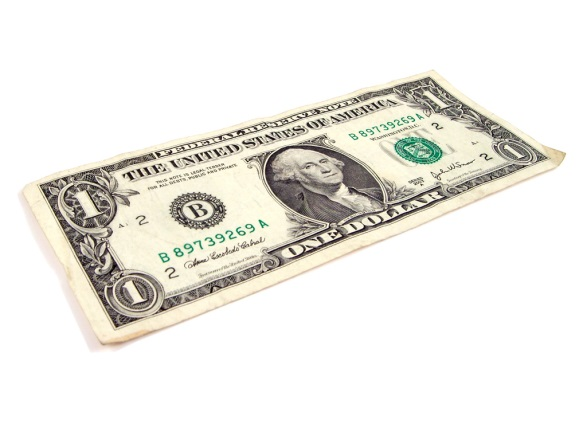 FEDERAL RESERVE NOTE
THE UNITED STATES OF AMERICA
1
1
THIS NOTE IS LEGAL TENDER
FOR ALL DEBTS, PUBLIC AND PRIVATE
B 89739269 A
WASHINGTON, D.C.
2
2
B
B 89739269 A
2
2
ONE DOLLAR
1
1